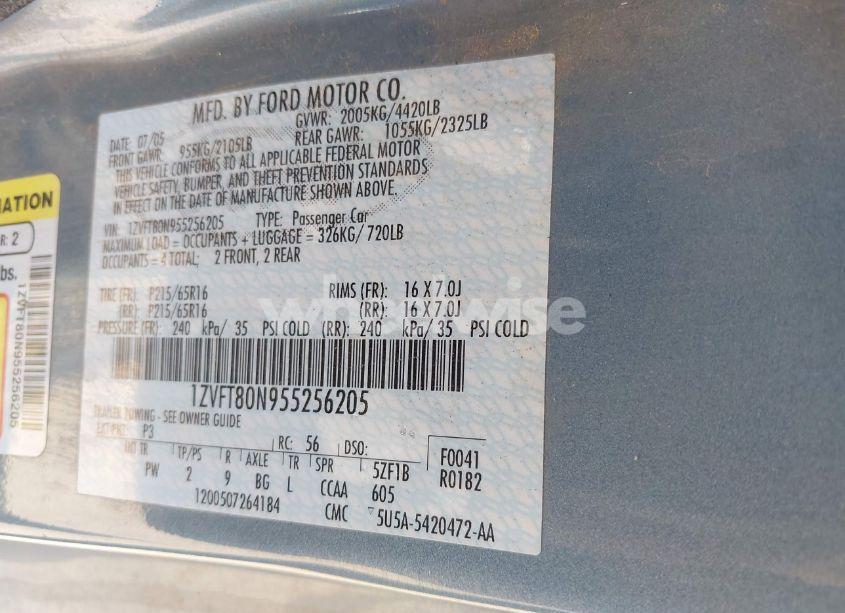 MFD. BY FORD MOTOR CO.
DATE 07/05 GVWR: 2005KG/4420LB
FRONT GAWR: 955KG/2105LB REAR GAWR: 1055KG/2325LB
THIS VEHICLE CONFORMS TO ALL APPLICABLE FEDERAL MOTOR
VEHICLE SAFETY, BUMPER, AND THEFT PREVENTION STANDARDS
IN EFFECT ON THE DATE OF MANUFACTURE SHOWN ABOVE.
VIN: 1ZVFT80N955256205 TYPE: Passenger Car
MAXIMUM LOAD = OCCUPANTS + LUGGAGE = 326KG/720LB
OCCUPANTS = 4 TOTAL: 2 FRONT, 2 REAR
TIRE (FR): P215/65R16 RIMS (FR): 16 X 7.0J
(RR): P215/65R16 (RR): 16 X 7.0J
PRESSURE (FR): 240 kPa/ 35 PSI COLD (RR): 240 kPa/ 35 PSI COLD
1ZVFT80N955256205
TRAILER TOWING - SEE OWNER GUIDE
EXT PNT: P3 RC: 56 DSO: F0041
INT TR TP/PS R AXLE TR SPR 5ZF1B R0182
PW 2 9 BG L CCAA 605
1200507264184 CMC 5U5A-5420472-AA
MATION
R: 2
bs.
1ZVFT80N955256205
wise